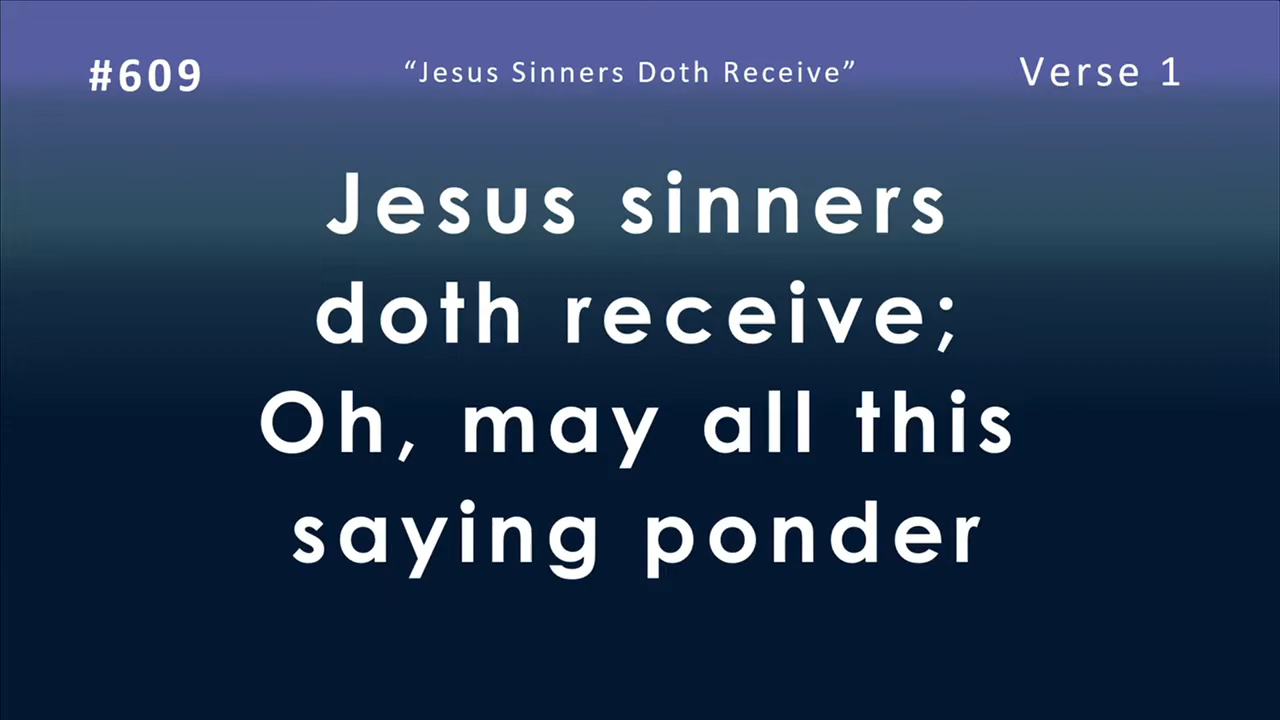 #609
“Jesus Sinners Doth Receive”
Verse 1
Jesus sinners
doth receive;
Oh, may all this
saying ponder